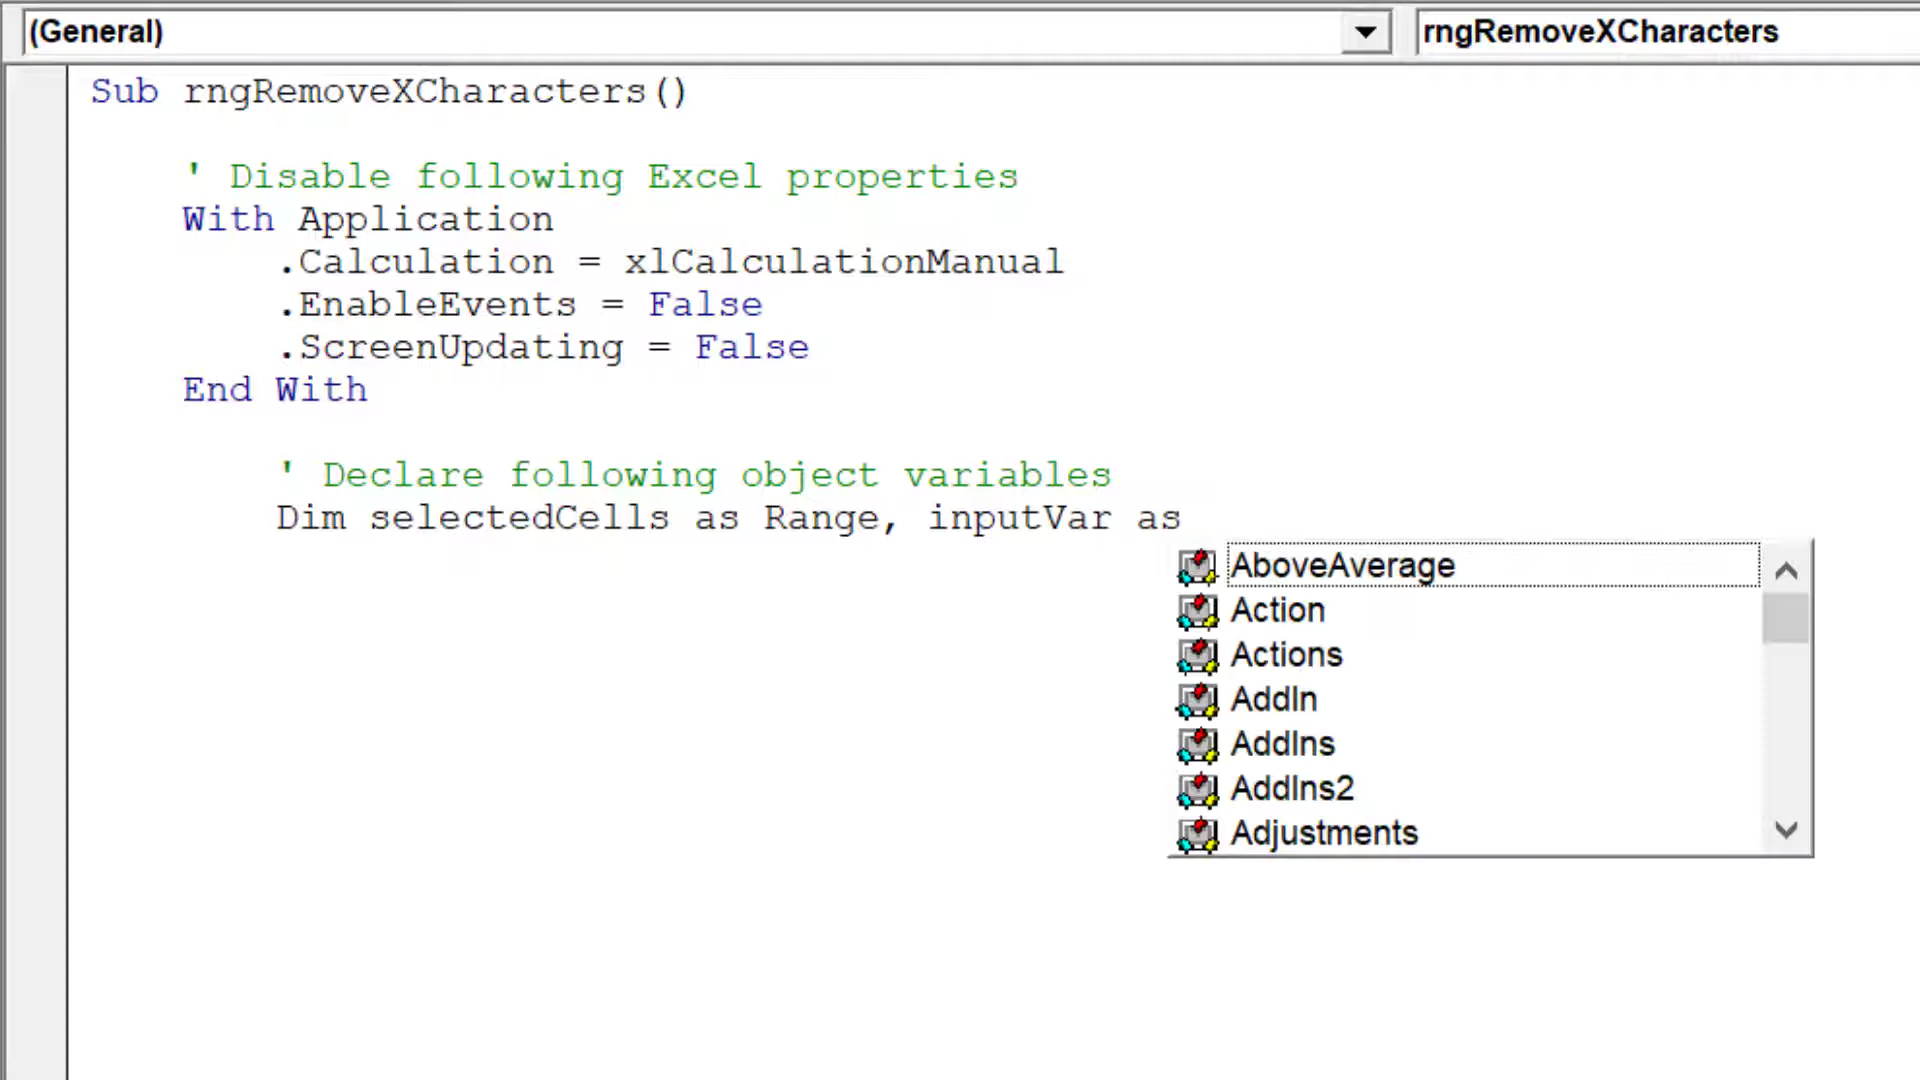 (General)
rngRemoveXCharacters
Sub rngRemoveXCharacters()
' Disable following Excel properties
With Application
.Calculation = xlCalculationManual
.EnableEvents = False
.ScreenUpdating = False
End With
' Declare following object variables
Dim selectedCells as Range, inputVar as
AboveAverage
Action
Actions
AddIn
AddIns
AddIns2
Adjustments